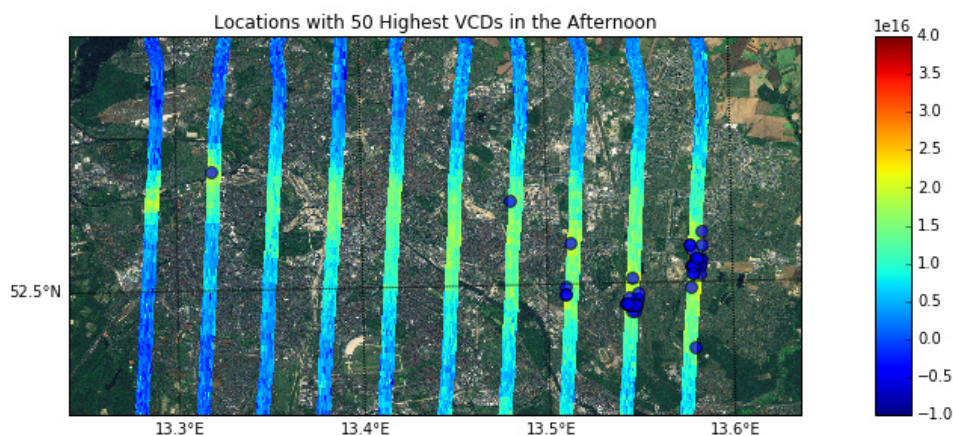 Locations with 50 Highest VCDs in the Afternoon
1e16
4.0
3.5
3.0
2.5
2.0
1.5
1.0
0.5
0.0
−0.5
−1.0
52.5°N
13.3°E
13.4°E
13.5°E
13.6°E